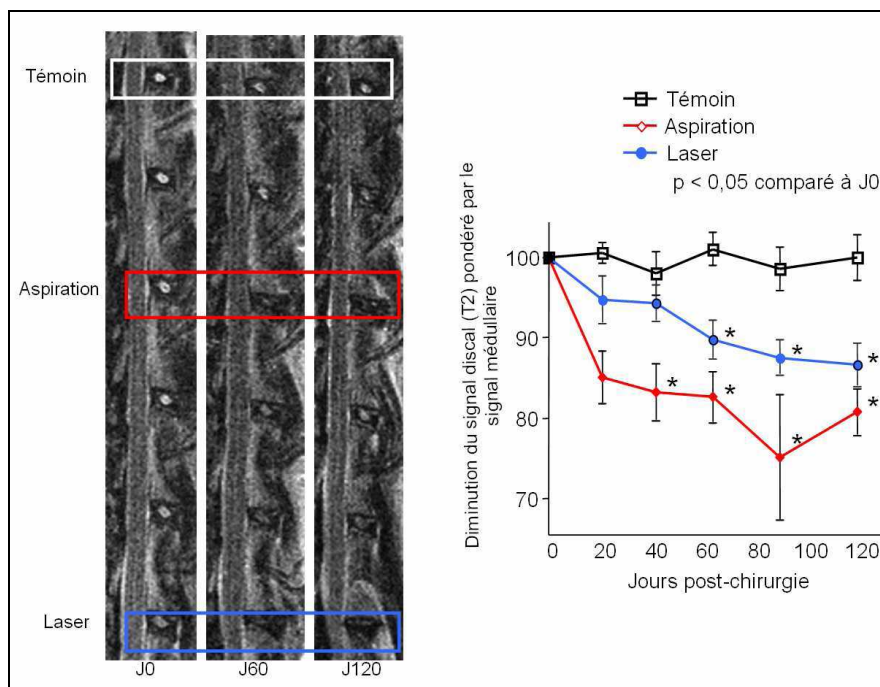 Témoin
Aspiration
Laser
J0
J60
J120
Témoin
Aspiration
Laser
p < 0,05 comparé à J0
Diminution du signal discal (T2) pondéré par le
signal médullaire
100
90
80
70
*
*
*
*
*
*
*
0
20
40
60
80
100
120
Jours post-chirurgie